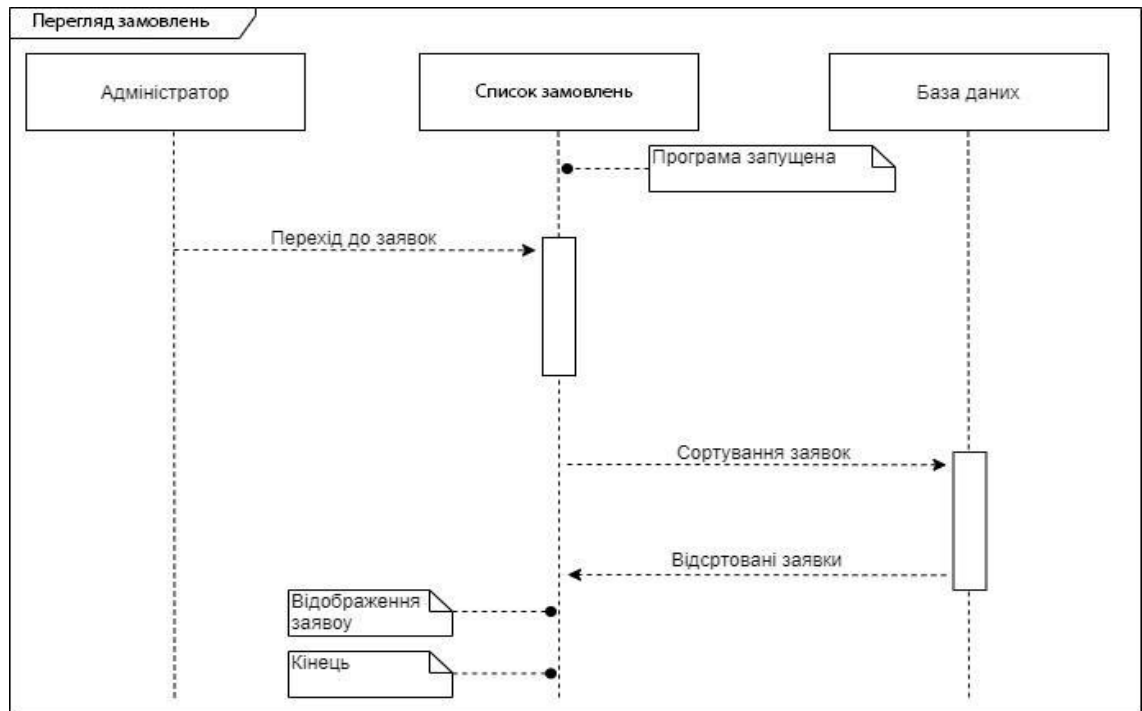 Перегляд замовлень
Адміністратор
Список замовлень
База даних
Програма запущена
Перехід до заявок
Сортування заявок
Відсртовані заявки
Відображення
заявоу
Кінець